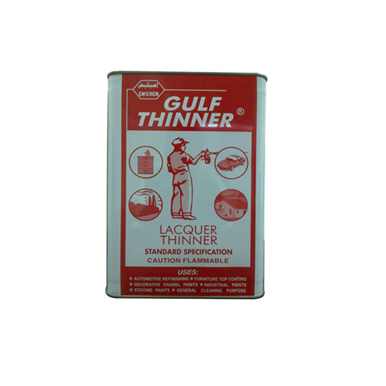 EMICHEM
GULF
THINNER®
LACQUER
THINNER
STANDARD SPECIFICATION
CAUTION FLAMMABLE
USES:
• AUTOMOTIVE REFINISHING • FURNITURE TOP COATING
• DECORATIVE ENAMEL PAINTS • INDUSTRIAL PAINTS
• STOVING PAINTS • GENERAL CLEANING PURPOSE